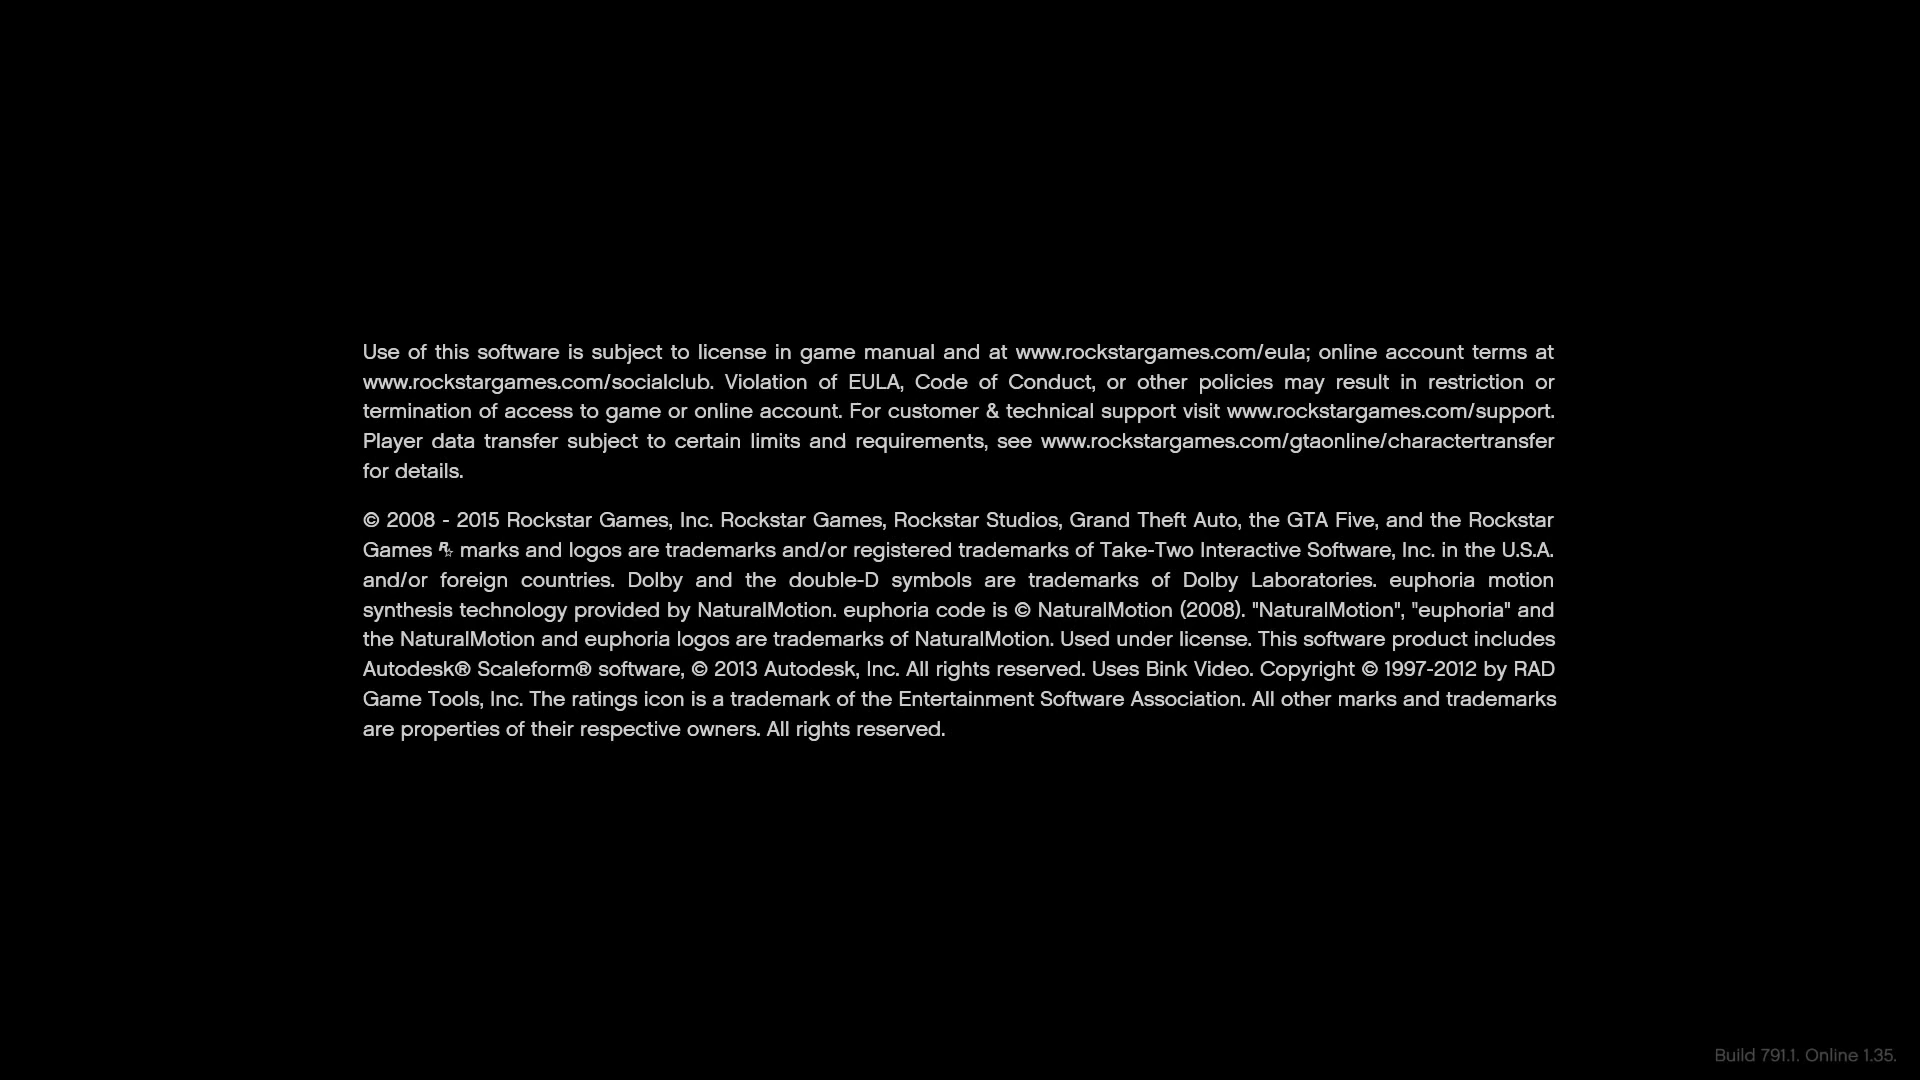 Use of this software is subject to license in game manual and at www.rockstargames.com/eula; online account terms at
www.rockstargames.com/socialclub. Violation of EULA, Code of Conduct, or other policies may result in restriction or
termination of access to game or online account. For customer & technical support visit www.rockstargames.com/support.
Player data transfer subject to certain limits and requirements, see www.rockstargames.com/gtaonline/charactertransfer
for details.
© 2008 - 2015 Rockstar Games, Inc. Rockstar Games, Rockstar Studios, Grand Theft Auto, the GTA Five, and the Rockstar
Games R* marks and logos are trademarks and/or registered trademarks of Take-Two Interactive Software, Inc. in the U.S.A.
and/or foreign countries. Dolby and the double-D symbols are trademarks of Dolby Laboratories. euphoria motion
synthesis technology provided by NaturalMotion. euphoria code is © NaturalMotion (2008). "NaturalMotion", "euphoria" and
the NaturalMotion and euphoria logos are trademarks of NaturalMotion. Used under license. This software product includes
Autodesk® Scaleform® software, © 2013 Autodesk, Inc. All rights reserved. Uses Bink Video. Copyright © 1997-2012 by RAD
Game Tools, Inc. The ratings icon is a trademark of the Entertainment Software Association. All other marks and trademarks
are properties of their respective owners. All rights reserved.
Build 791.1. Online 1.35.